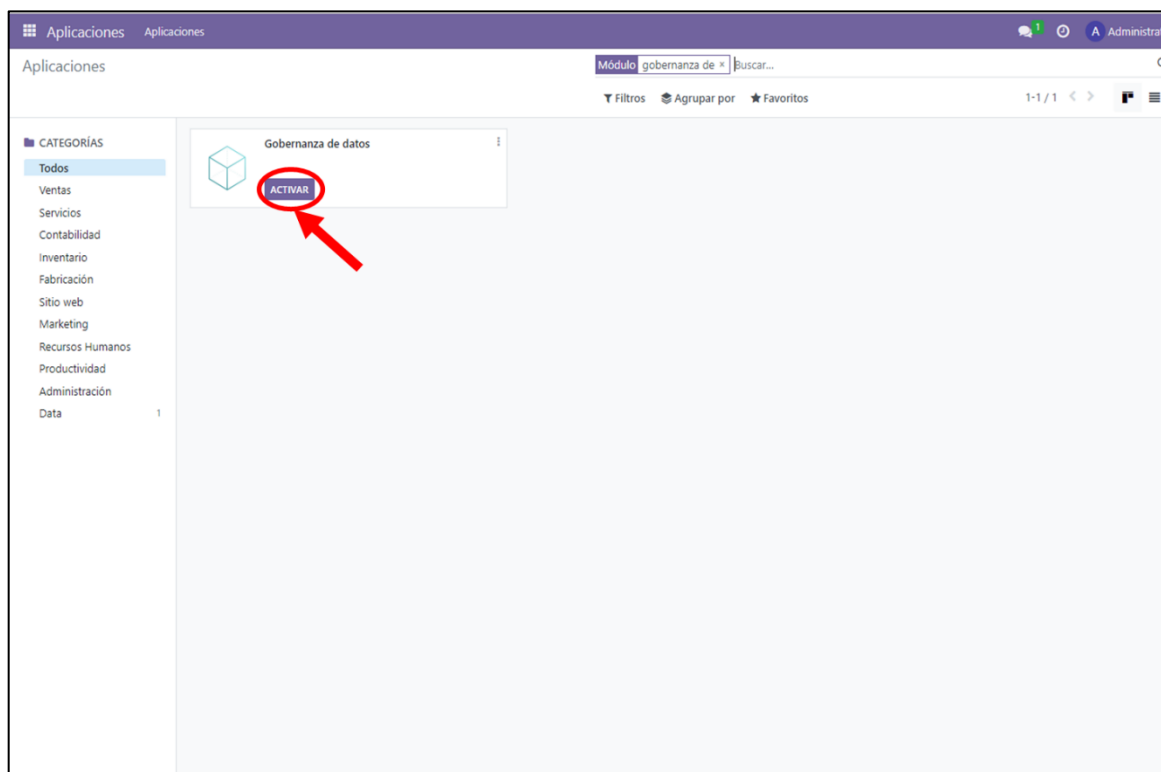 Aplicaciones Aplicaciones 1 A Administra
Aplicaciones Módulo gobernanza de × Buscar...
Filtros Agrupar por Favoritos 1-1 / 1
CATEGORÍAS
Todos
Ventas
Servicios
Contabilidad
Inventario
Fabricación
Sitio web
Marketing
Recursos Humanos
Productividad
Administración
Data 1
Gobernanza de datos
ACTIVAR